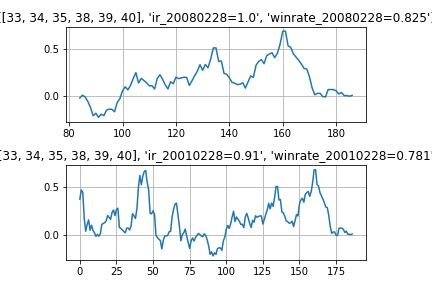 [33, 34, 35, 38, 39, 40], 'ir_20080228=1.0', 'winrate_20080228=0.825']
0.5
0.0
80 100 120 140 160 180
33, 34, 35, 38, 39, 40], 'ir_20010228=0.91', 'winrate_20010228=0.781'
0.5
0.0
0 25 50 75 100 125 150 175